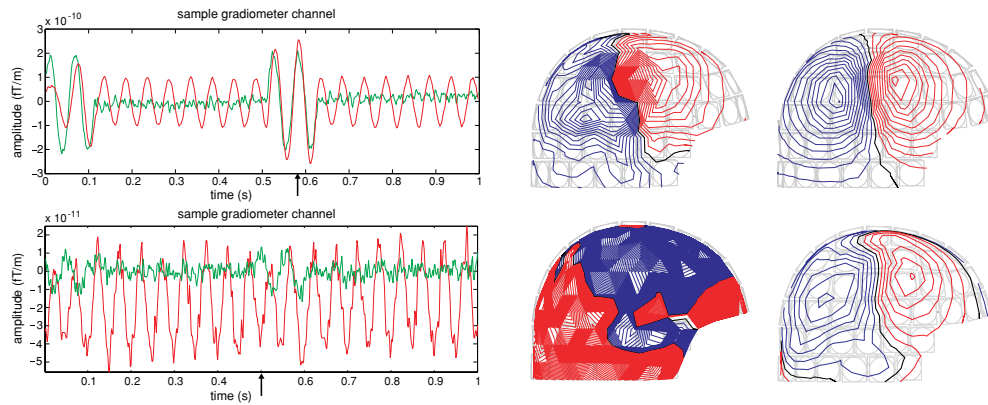 sample gradiometer channel
x 10⁻¹⁰
3
2
1
0
−1
−2
−3
amplitude (fT/m)
0 0.1 0.2 0.3 0.4 0.5 0.6 0.7 0.8 0.9 1
time (s)
sample gradiometer channel
x 10⁻¹¹
2
1
0
−1
−2
−3
−4
−5
amplitude (fT/m)
0.1 0.2 0.3 0.4 0.5 0.6 0.7 0.8 0.9 1
time (s)